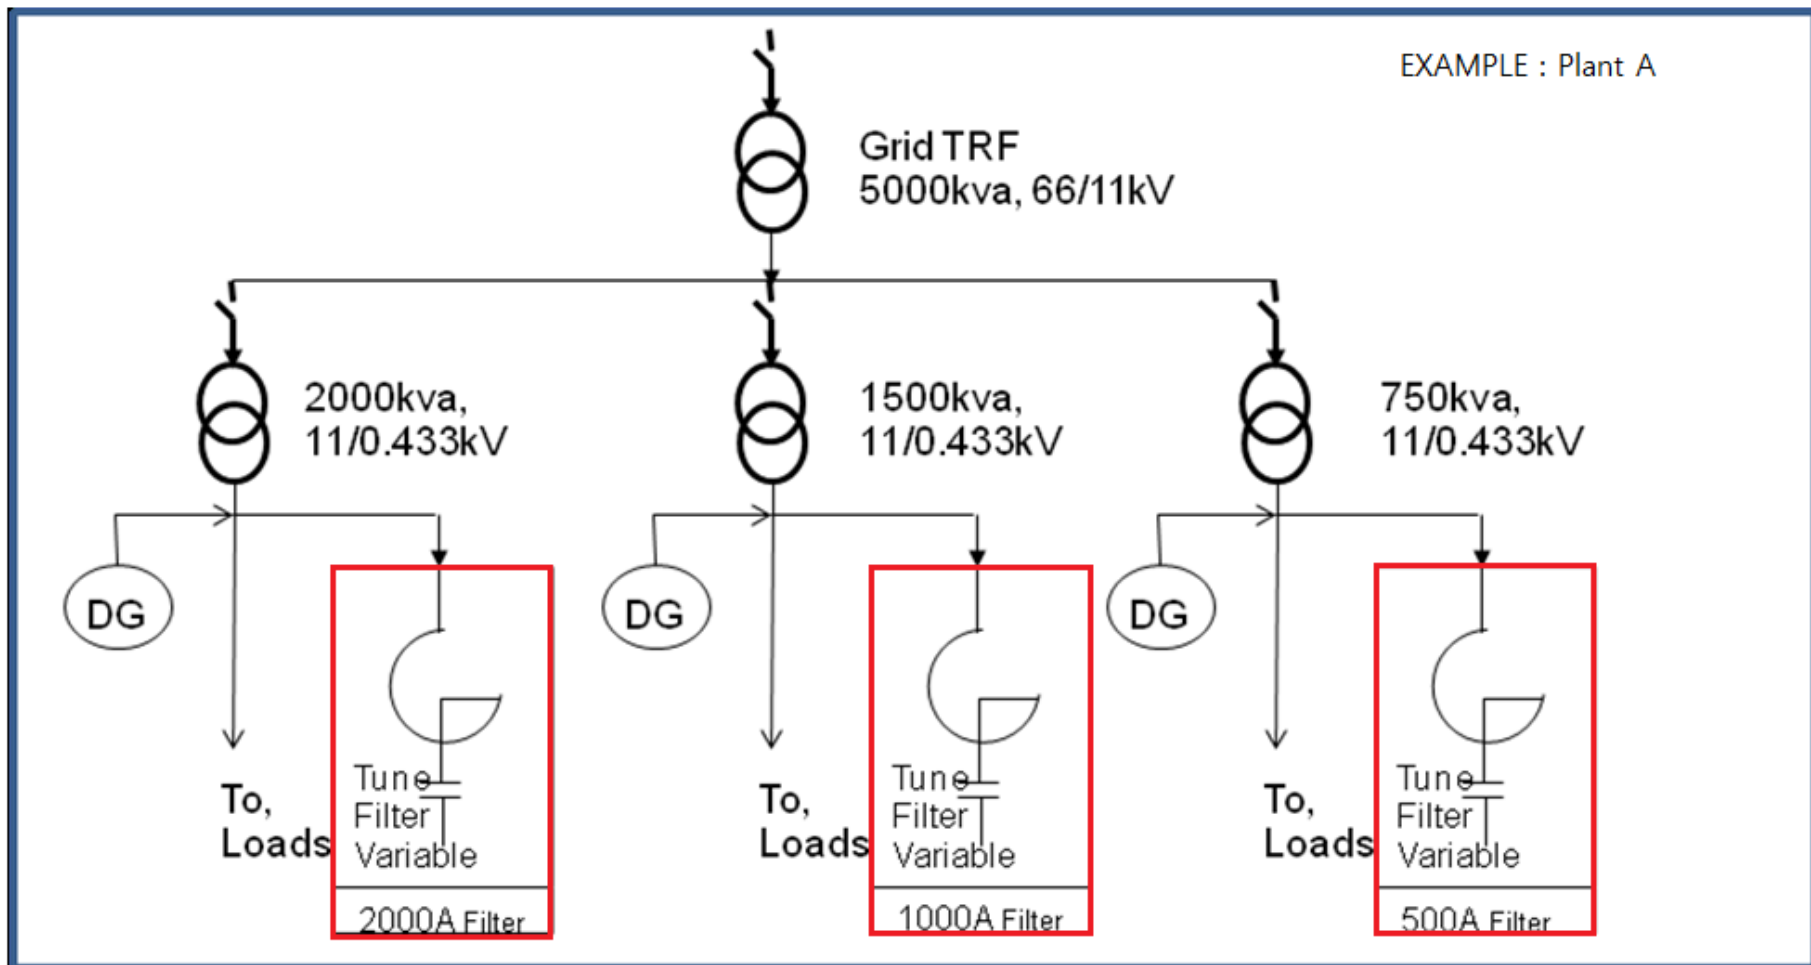 EXAMPLE : Plant A
Grid TRF
5000kva, 66/11kV
2000kva,
11/0.433kV
1500kva,
11/0.433kV
750kva,
11/0.433kV
DG
DG
DG
To,
Loads
Tune
Filter
Variable
2000A Filter
To,
Loads
Tune
Filter
Variable
1000A Filter
To,
Loads
Tune
Filter
Variable
500A Filter